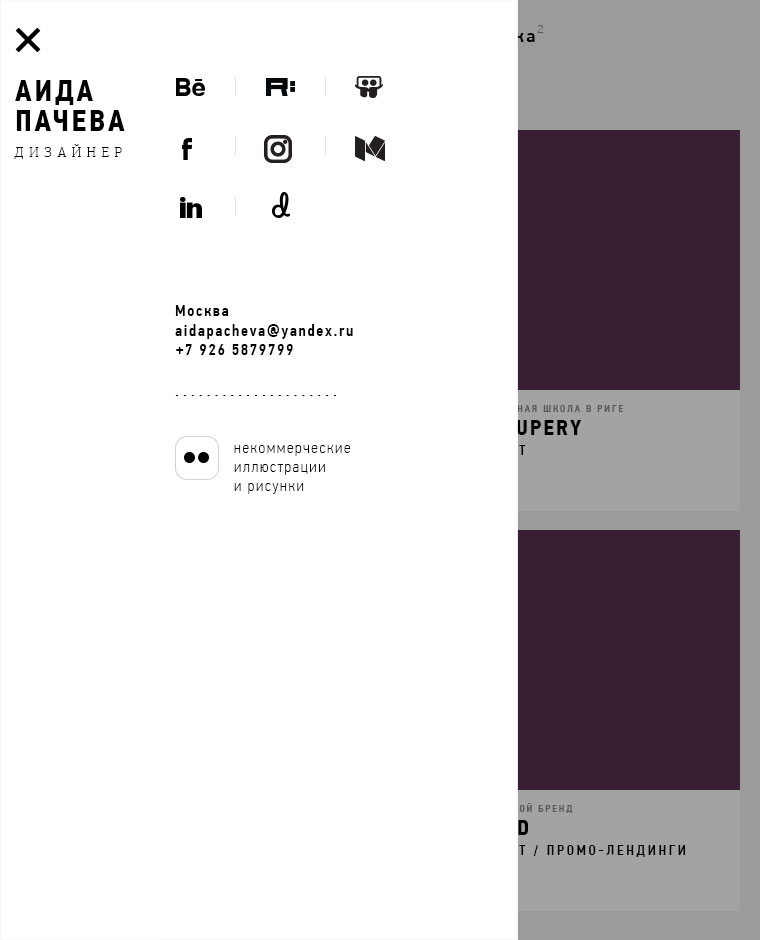 АИДА
ПАЧЕВА
ДИЗАЙНЕР
Bē
f
in
Москва
aidapacheva@yandex.ru
+7 926 5879799
некоммерческие
иллюстрации
и рисунки
ка2
НАЯ ШКОЛА В РИГЕ
UPERY
Т
ОЙ БРЕНД
D
Т / ПРОМО-ЛЕНДИНГИ